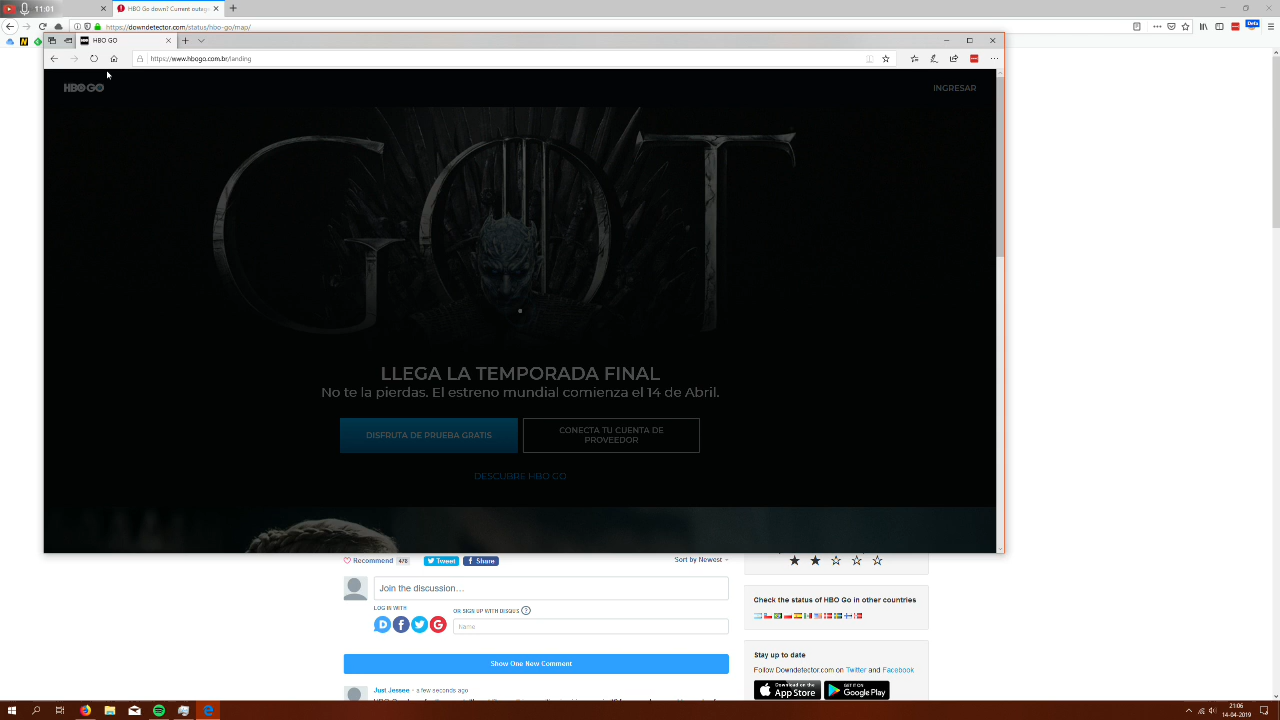 11:01
HBO Go down? Current outag
https://downdetector.com/status/hbo-go/map/
HBO GO
https://www.hbogo.com.br/landing
HBO GO
INGRESAR
GOT
LLEGA LA TEMPORADA FINAL
No te la pierdas. El estreno mundial comienza el 14 de Abril.
DISFRUTA DE PRUEBA GRATIS
CONECTA TU CUENTA DE
PROVEEDOR
DESCUBRE HBO GO
Recommend 478
Tweet
Share
Sort by Newest
Join the discussion…
LOG IN WITH
OR SIGN UP WITH DISQUS ?
Name
Show One New Comment
Just Jessee • a few seconds ago
Check the status of HBO Go in other countries
Stay up to date
Follow Downdetector.com on Twitter and Facebook
Download on the
App Store
GET IT ON
Google Play
21:06
14-04-2019